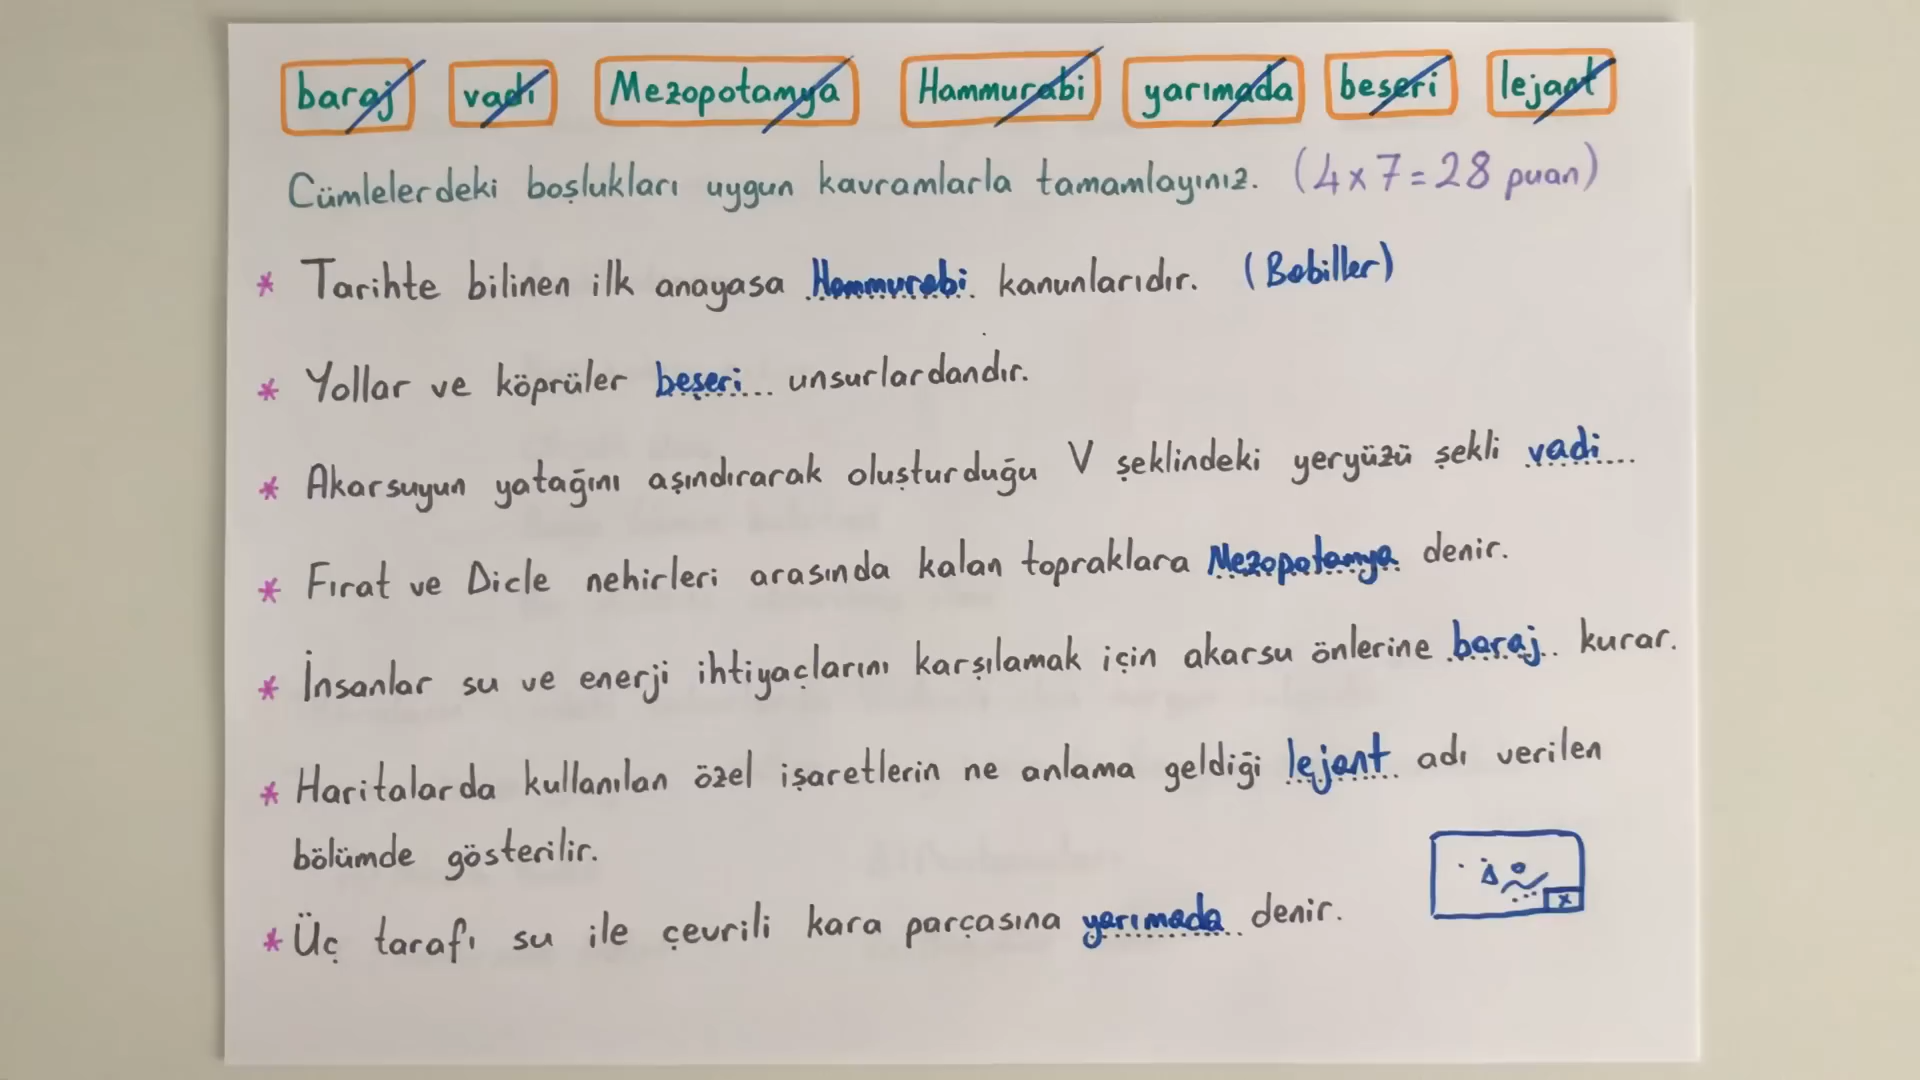 baraj vadi Mezopotamya Hammurabi yarımada beşeri lejant
Cümlelerdeki boşlukları uygun kavramlarla tamamlayınız. (4x7=28 puan)
* Tarihte bilinen ilk anayasa Hammurabi kanunlarıdır. (Babiller)
* Yollar ve köprüler beşeri... unsurlardandır.
* Akarsuyun yatağını aşındırarak oluşturduğu V şeklindeki yeryüzü şekli vadi...
* Fırat ve Dicle nehirleri arasında kalan topraklara Mezopotamya denir.
* İnsanlar su ve enerji ihtiyaçlarını karşılamak için akarsu önlerine baraj.. kurar.
* Haritalarda kullanılan özel işaretlerin ne anlama geldiği lejant. adı verilen
bölümde gösterilir.
* Üç tarafı su ile çevrili kara parçasına yarımada.. denir.
x